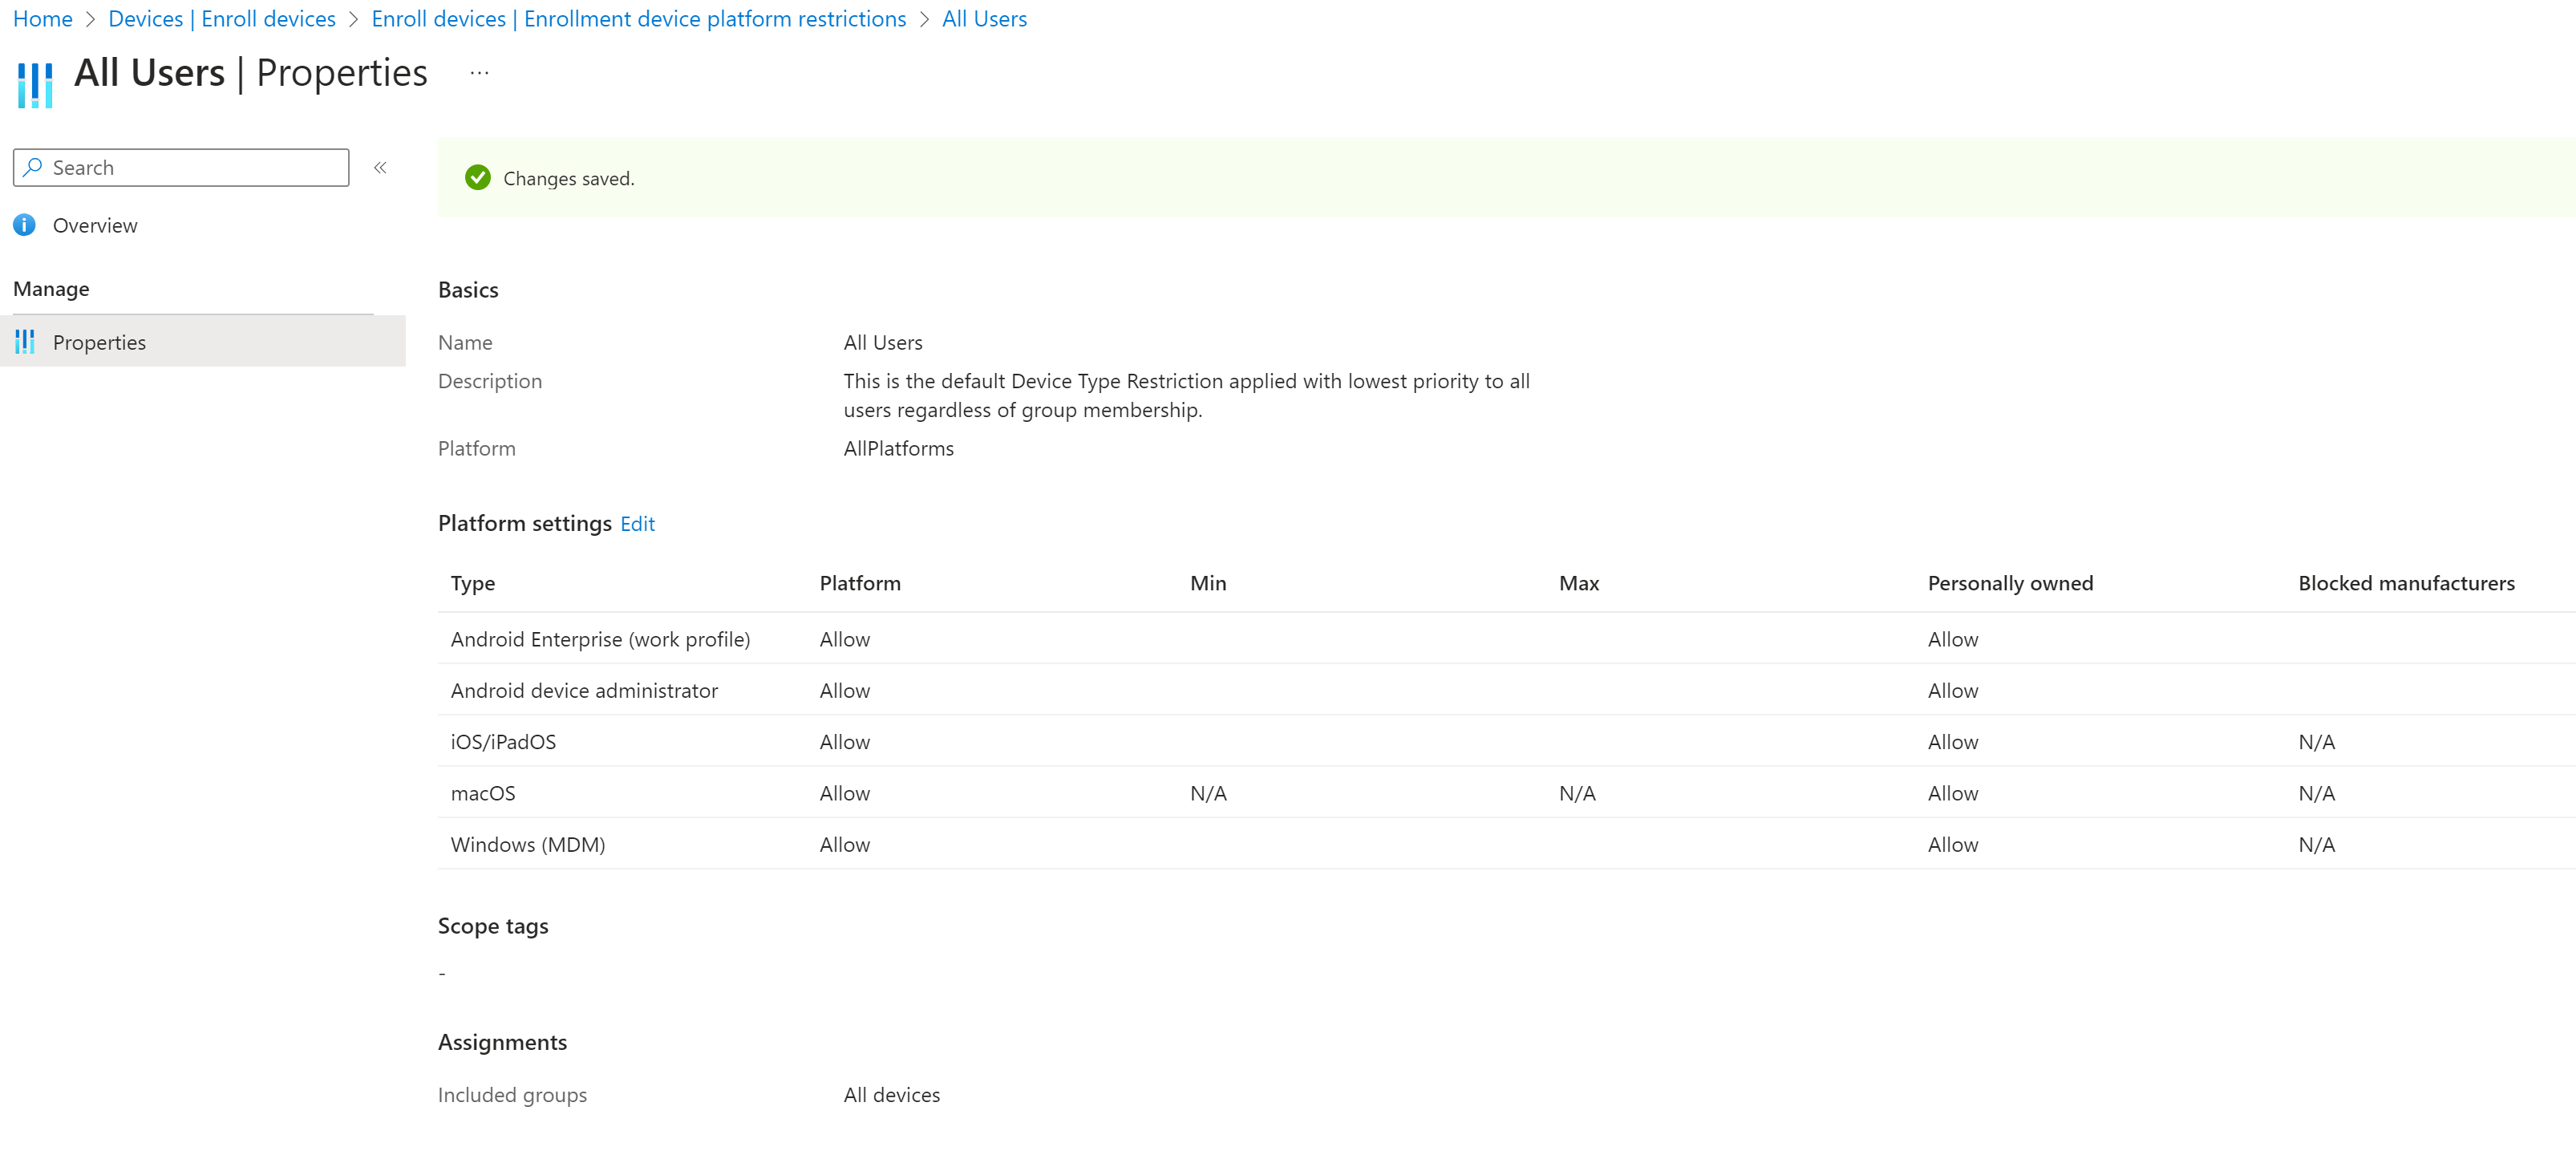 Home > Devices | Enroll devices > Enroll devices | Enrollment device platform restrictions > All Users
All Users | Properties ...
Search «
Overview
Manage
Properties
Changes saved.
Basics
Name All Users
Description This is the default Device Type Restriction applied with lowest priority to all
users regardless of group membership.
Platform AllPlatforms
Platform settings Edit
Type Platform Min Max Personally owned Blocked manufacturers
Android Enterprise (work profile) Allow Allow
Android device administrator Allow Allow
iOS/iPadOS Allow Allow N/A
macOS Allow N/A N/A Allow N/A
Windows (MDM) Allow Allow N/A
Scope tags
-
Assignments
Included groups All devices